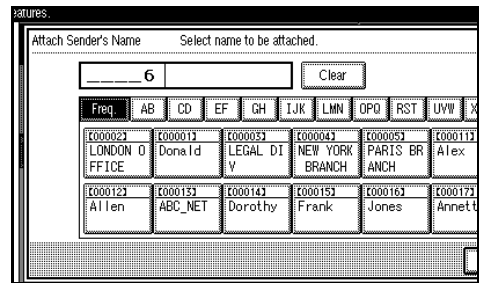 eatures.
Attach Sender's Name Select name to be attached.
____6 Clear
Freq. AB CD EF GH IJK LMN OPQ RST UVW X
[00002] [00001] [00003] [00004] [00005] [00011]
LONDON O Donald LEGAL DI NEW YORK PARIS BR Alex
FFICE V BRANCH ANCH
[00012] [00013] [00014] [00015] [00016] [00017]
Allen ABC_NET Dorothy Frank Jones Annett